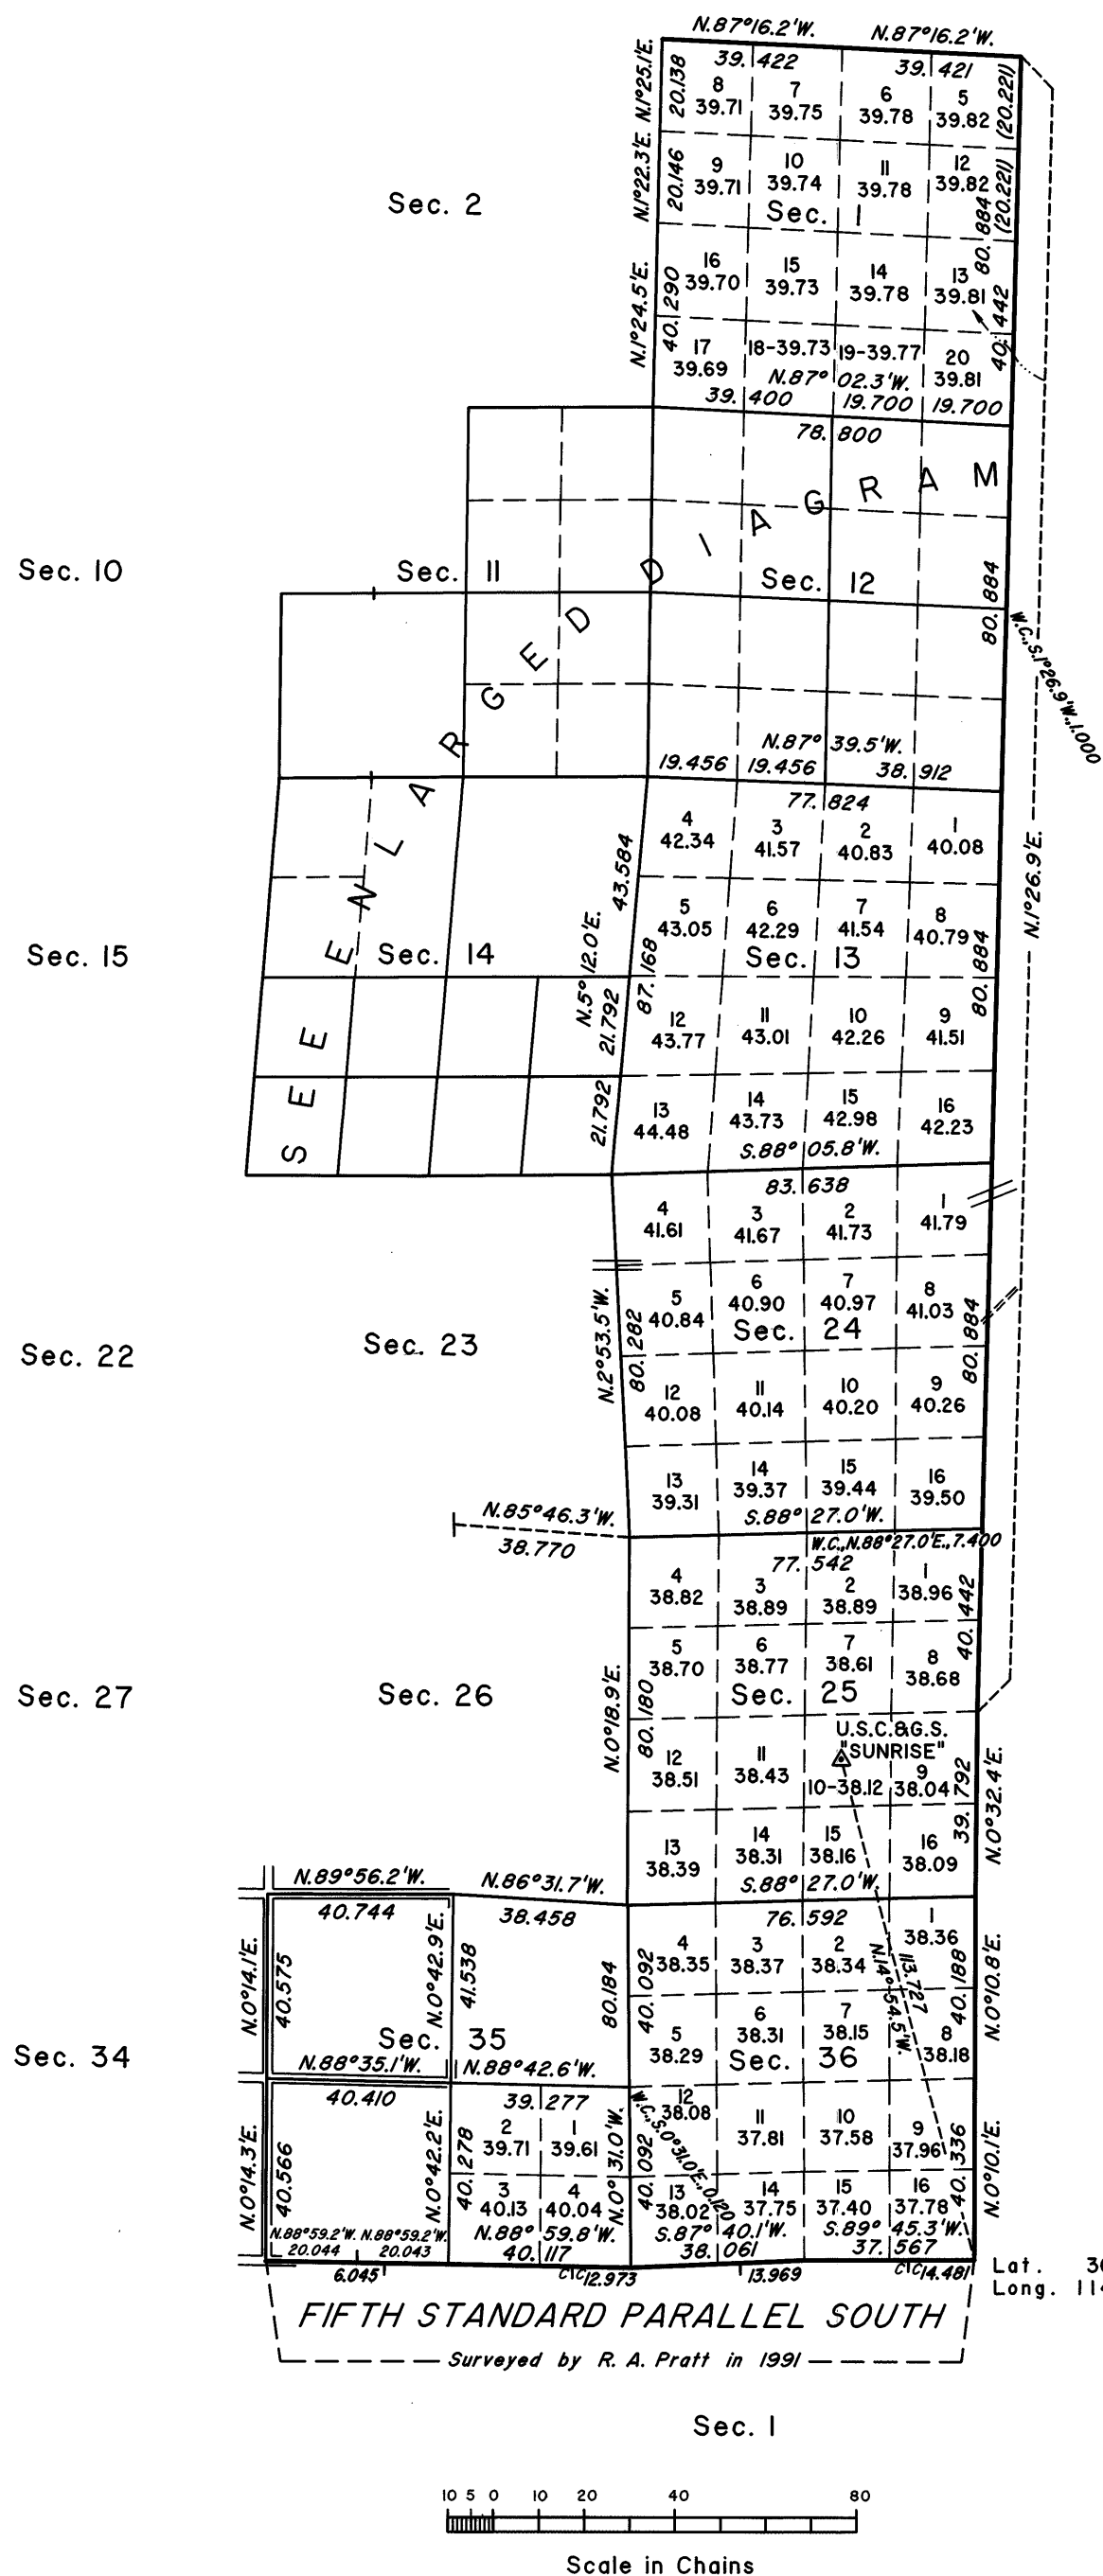 N.87°16.2'W. N.87°16.2'W.
39. 422 39. 421
N.1°25.1'E. 20.138 (20.221)
8 7 6 5
39.71 39.75 39.78 39.82
N.1°22.3'E. 20.146 (20.221)
9 10 11 12
39.71 39.74 39.78 39.82
Sec. 2
Sec. 1
80. 884
16 15 14 13
39.70 39.73 39.78 39.81
N.1°24.5'E. 40. 290 40. 442
17 18-39.73 19-39.77 20
39.69 39.81
N.87° 02.3'W.
39. 400 19.700 19.700
78. 800
SEE ENLARGED DIAGRAM
Sec. 10 Sec. 11 Sec. 12
80. 884
W.C., S.1°26.9'W., 1.000
N.87° 39.5'W.
19.456 19.456 38. 912
77. 824
N.1°26.9'E.
4 3 2 1
42.34 41.57 40.83 40.08
43.584
5 6 7 8
43.05 42.29 41.54 40.79
Sec. 15 Sec. 14 Sec. 13
N.5° 12.0'E. 87. 168 80. 884
21.792
12 11 10 9
43.77 43.01 42.26 41.51
21.792
13 14 15 16
44.48 43.73 42.98 42.23
S.88° 05.8'W.
83. 638
4 3 2 1
41.61 41.67 41.73 41.79
5 6 7 8
40.84 40.90 40.97 41.03
N.2°53.5'W. 80. 282 80. 884
Sec. 22 Sec. 23 Sec. 24
12 11 10 9
40.08 40.14 40.20 40.26
13 14 15 16
39.31 39.37 39.44 39.50
N.85°46.3'W. S.88° 27.0'W.
38.770
W.C., N.88°27.0'E., 7.400
77. 542
4 3 2 1
38.82 38.89 38.89 38.96
40. 442
5 6 7 8
38.70 38.77 38.61 38.68
Sec. 27 Sec. 26 Sec. 25
N.0°18.9'E. 80. 180
U.S.C.&G.S.
"SUNRISE"
12 11 9
38.51 38.43 10-38.12 38.04
39. 792 N.0°32.4'E.
13 14 15 16
38.39 38.31 38.16 38.09
N.89°56.2'W. N.86°31.7'W. S.88° 27.0'W.
40.744 38.458 76. 592
N.0°14.1'E. 40.575 N.0°42.9'E. 41.538 80.184 40. 092
4 3 2 1
38.35 38.37 38.34 38.36
N.14°54.5'W. 113.727 40. 188 N.0°10.8'E.
5 6 7 8
38.29 38.31 38.15 38.18
Sec. 34 Sec. 35 Sec. 36
N.88°35.1'W. N.88°42.6'W.
40.410 39. 277
N.0°14.3'E. 40.566 N.0°42.2'E. 40. 278 N.0° 31.0'W. 40. 092
W.C., S.0°31.0'E., 0.120
2 1 12 11 10 9
39.71 39.61 38.08 37.81 37.58 37.96
40. 336 N.0°10.1'E.
3 4 13 14 15 16
40.13 40.04 38.02 37.75 37.40 37.78
N.88°59.2'W. N.88°59.2'W. N.88° 59.8'W. S.87° 40.1'W. S.89° 45.3'W.
20.044 20.043 40. 117 38. 061 37. 567
6.045 C C 12.973 13.969 C C 14.481
Lat. 3
Long. 11
FIFTH STANDARD PARALLEL SOUTH
Surveyed by R. A. Pratt in 1991
Sec. 1
10 5 0 10 20 40 80
Scale in Chains